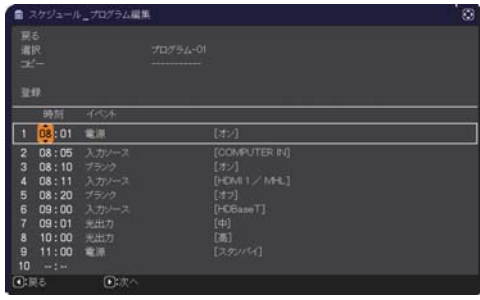 スケジュール_プログラム編集
戻る
選択 プログラム-01
コピー -----------
登録
時刻 イベント
1 08:01 電源 [オン]
2 08:05 入力ソース [COMPUTER IN]
3 08:10 ブランク [オン]
4 08:11 入力ソース [HDMI 1／MHL]
5 08:20 ブランク [オフ]
6 09:00 入力ソース [HDBaseT]
7 09:01 光出力 [中]
8 10:00 光出力 [高]
9 11:00 電源 [スタンバイ]
10 --:--
:戻る :次へ